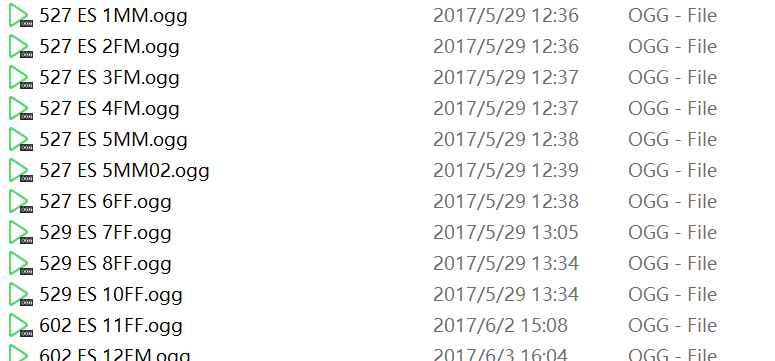 527 ES 1MM.ogg 2017/5/29 12:36 OGG - File
527 ES 2FM.ogg 2017/5/29 12:36 OGG - File
527 ES 3FM.ogg 2017/5/29 12:37 OGG - File
527 ES 4FM.ogg 2017/5/29 12:37 OGG - File
527 ES 5MM.ogg 2017/5/29 12:38 OGG - File
527 ES 5MM02.ogg 2017/5/29 12:39 OGG - File
527 ES 6FF.ogg 2017/5/29 12:38 OGG - File
529 ES 7FF.ogg 2017/5/29 13:05 OGG - File
529 ES 8FF.ogg 2017/5/29 13:34 OGG - File
529 ES 10FF.ogg 2017/5/29 13:34 OGG - File
602 ES 11FF.ogg 2017/6/2 15:08 OGG - File
602 ES 12FM.ogg 2017/6/3 16:04 OGG - File